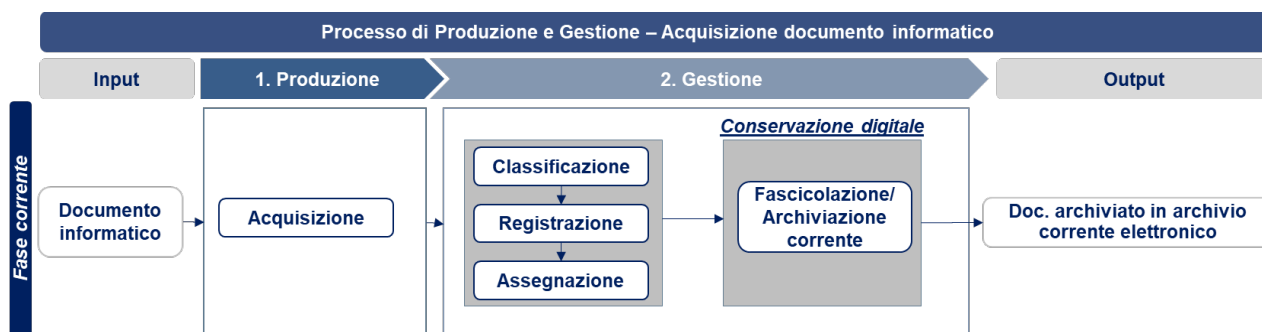 Processo di Produzione e Gestione – Acquisizione documento informatico
Input
1. Produzione
2. Gestione
Output
Fase corrente
Documento
informatico
Acquisizione
Classificazione
Registrazione
Assegnazione
Conservazione digitale
Fascicolazione/
Archiviazione
corrente
Doc. archiviato in archivio
corrente elettronico